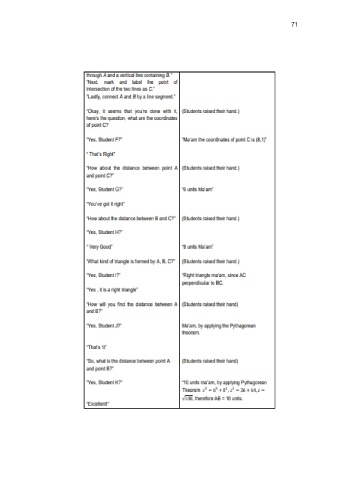 71
through A and a vertical line containing B."
"Next, mark and label the point of
intersection of the two lines as C."
"Lastly, connect A and B by a line segment."
"Okay, it seems that you're done with it,
here's the question, what are the coordinates
of point C?
(Students raised their hand.)
"Yes, Student F?"
"Ma'am the coordinates of point C is (8,1)"
" That's Right"
"How about the distance between point A
and point C?"
(Students raised their hand.)
"Yes, Student G?"
"6 units Ma'am"
"You've got it right"
"How about the distance between B and C?"
(Students raised their hand.)
"Yes, Student H?"
" Very Good"
"8 units Ma'am"
"What kind of triangle is formed by A, B, C?"
(Students raised their hand.)
"Yes, Student I?"
"Right triangle ma'am, since AC
perpendicular to BC.
"Yes , it is a right triangle"
"How will you find the distance between A
and B?"
(Students raised their hand)
"Yes, Student J?"
Ma'am, by applying the Pythagorean
theorem.
"That's it"
"So, what is the distance between point A
and point B?"
(Students raised their hand)
"Yes, Student K?"
"10 units ma'am, by applying Pythagorean
Theorem c² = 6² + 8², c² = 36 + 64, c =
√100, therefore AB = 10 units.
"Excellent!"